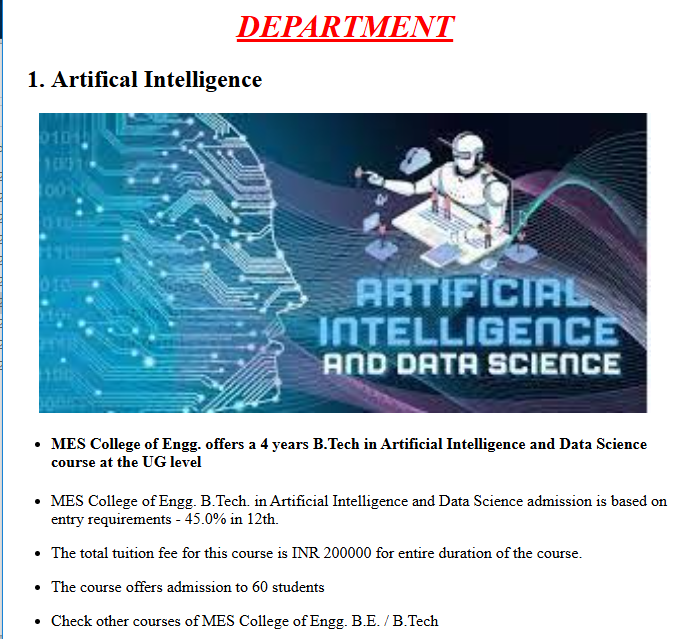 DEPARTMENT
1. Artifical Intelligence
ARTIFICIAL
INTELLIGENCE
AND DATA SCIENCE
• MES College of Engg. offers a 4 years B.Tech in Artificial Intelligence and Data Science
course at the UG level
• MES College of Engg. B.Tech. in Artificial Intelligence and Data Science admission is based on
entry requirements - 45.0% in 12th.
• The total tuition fee for this course is INR 200000 for entire duration of the course.
• The course offers admission to 60 students
• Check other courses of MES College of Engg. B.E. / B.Tech